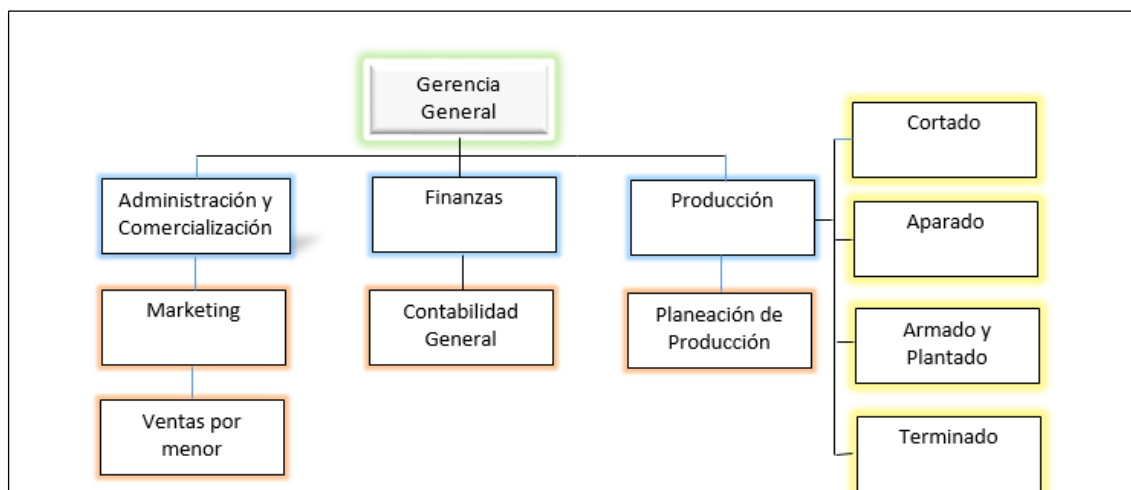 Gerencia
General
Administración y
Comercialización
Finanzas
Producción
Marketing
Contabilidad
General
Planeación de
Producción
Ventas por
menor
Cortado
Aparado
Armado y
Plantado
Terminado